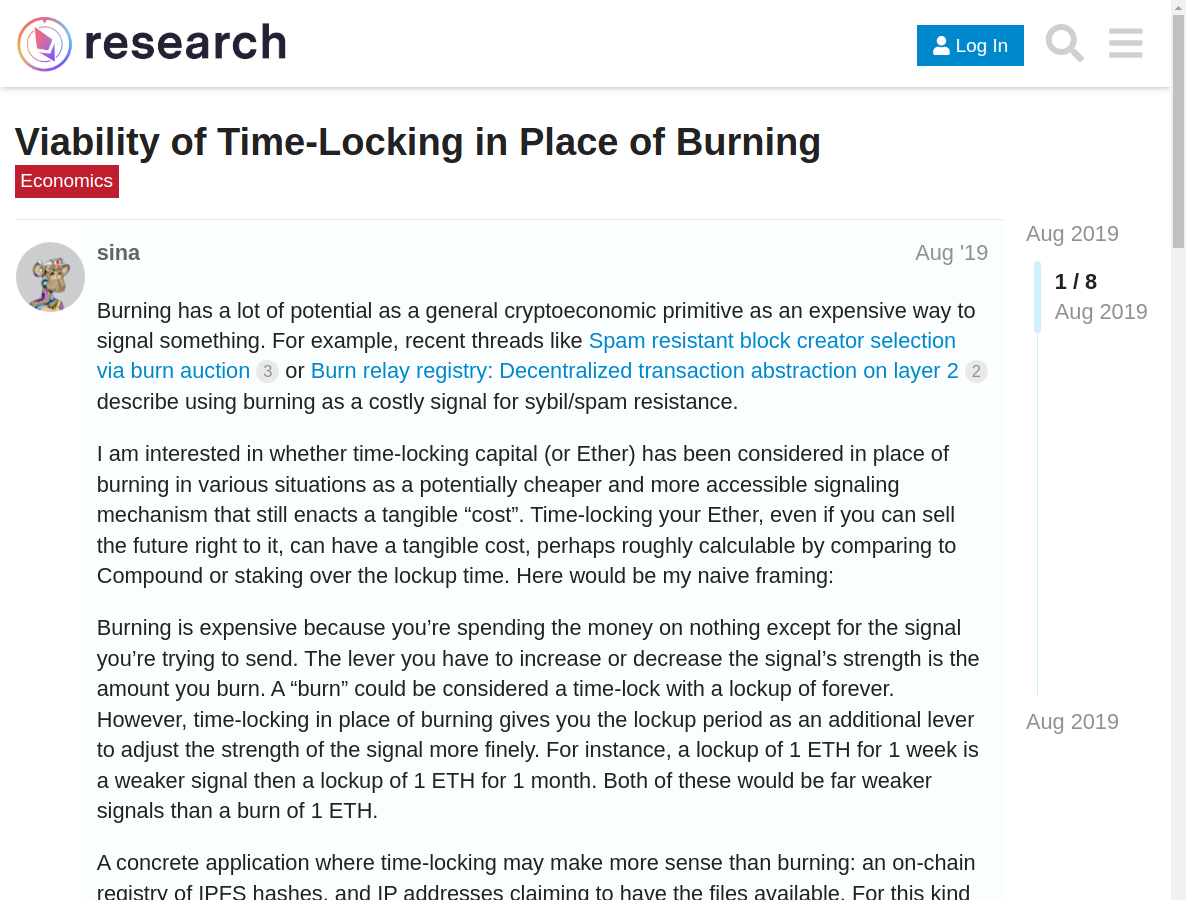 research
Log In
Viability of Time-Locking in Place of Burning
Economics
Aug 2019
sina
Aug '19
1 / 8
Aug 2019
Burning has a lot of potential as a general cryptoeconomic primitive as an expensive way to
signal something. For example, recent threads like Spam resistant block creator selection
via burn auction 3 or Burn relay registry: Decentralized transaction abstraction on layer 2 2
describe using burning as a costly signal for sybil/spam resistance.
I am interested in whether time-locking capital (or Ether) has been considered in place of
burning in various situations as a potentially cheaper and more accessible signaling
mechanism that still enacts a tangible “cost”. Time-locking your Ether, even if you can sell
the future right to it, can have a tangible cost, perhaps roughly calculable by comparing to
Compound or staking over the lockup time. Here would be my naive framing:
Burning is expensive because you’re spending the money on nothing except for the signal
you’re trying to send. The lever you have to increase or decrease the signal’s strength is the
amount you burn. A “burn” could be considered a time-lock with a lockup of forever.
However, time-locking in place of burning gives you the lockup period as an additional lever
to adjust the strength of the signal more finely. For instance, a lockup of 1 ETH for 1 week is
a weaker signal then a lockup of 1 ETH for 1 month. Both of these would be far weaker
signals than a burn of 1 ETH.
Aug 2019
A concrete application where time-locking may make more sense than burning: an on-chain
registry of IPFS hashes, and IP addresses claiming to have the files available. For this kind